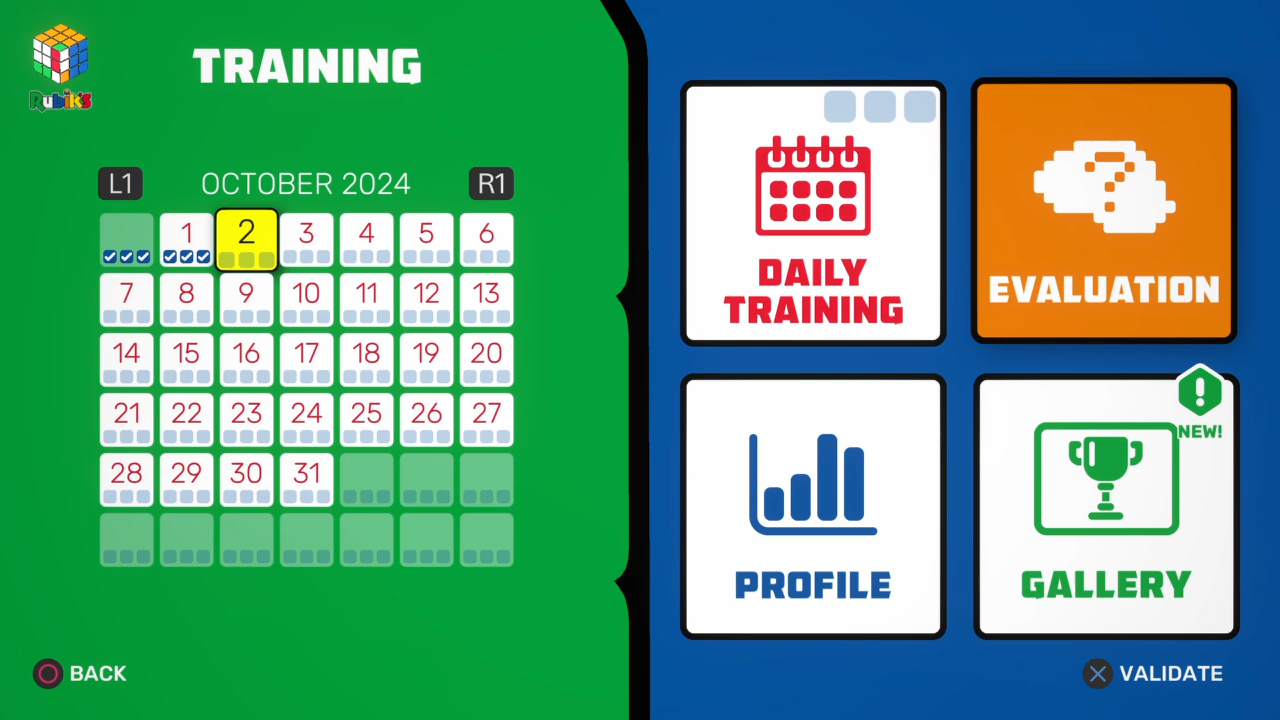 Rubik's
TRAINING
L1 OCTOBER 2024 R1
1 2 3 4 5 6
7 8 9 10 11 12 13
14 15 16 17 18 19 20
21 22 23 24 25 26 27
28 29 30 31
BACK
DAILY
TRAINING
EVALUATION
PROFILE
NEW!
GALLERY
VALIDATE